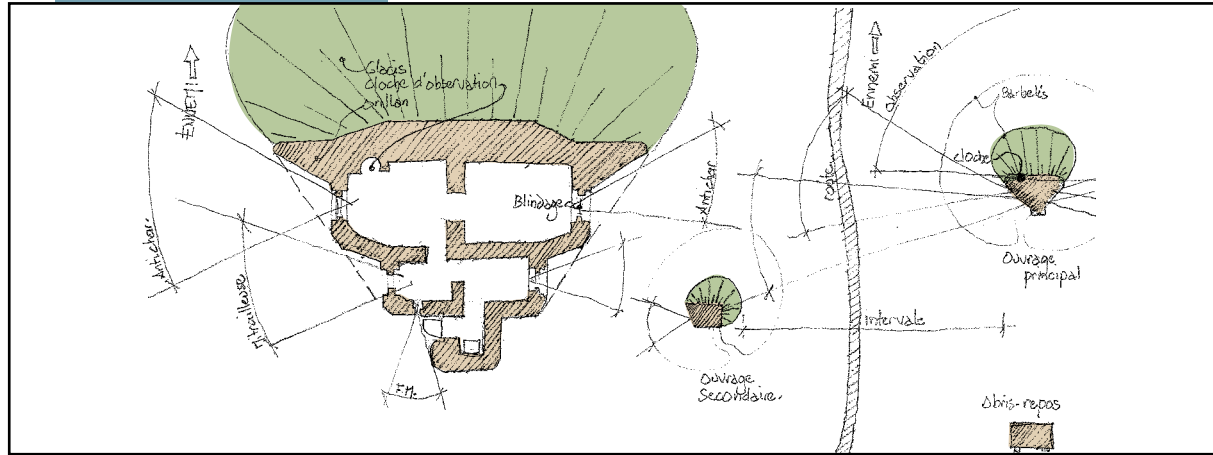 ENNEMI
Glacis
Cloche d'observation
Orillon
Blindage
Antichar
Mitrailleuse
F.M.
Antichar
Ouvrage
Secondaire.
route
Ennemi
Observation
Barbelés
cloche
Ouvrage
principal
Intervale
Abris-repos